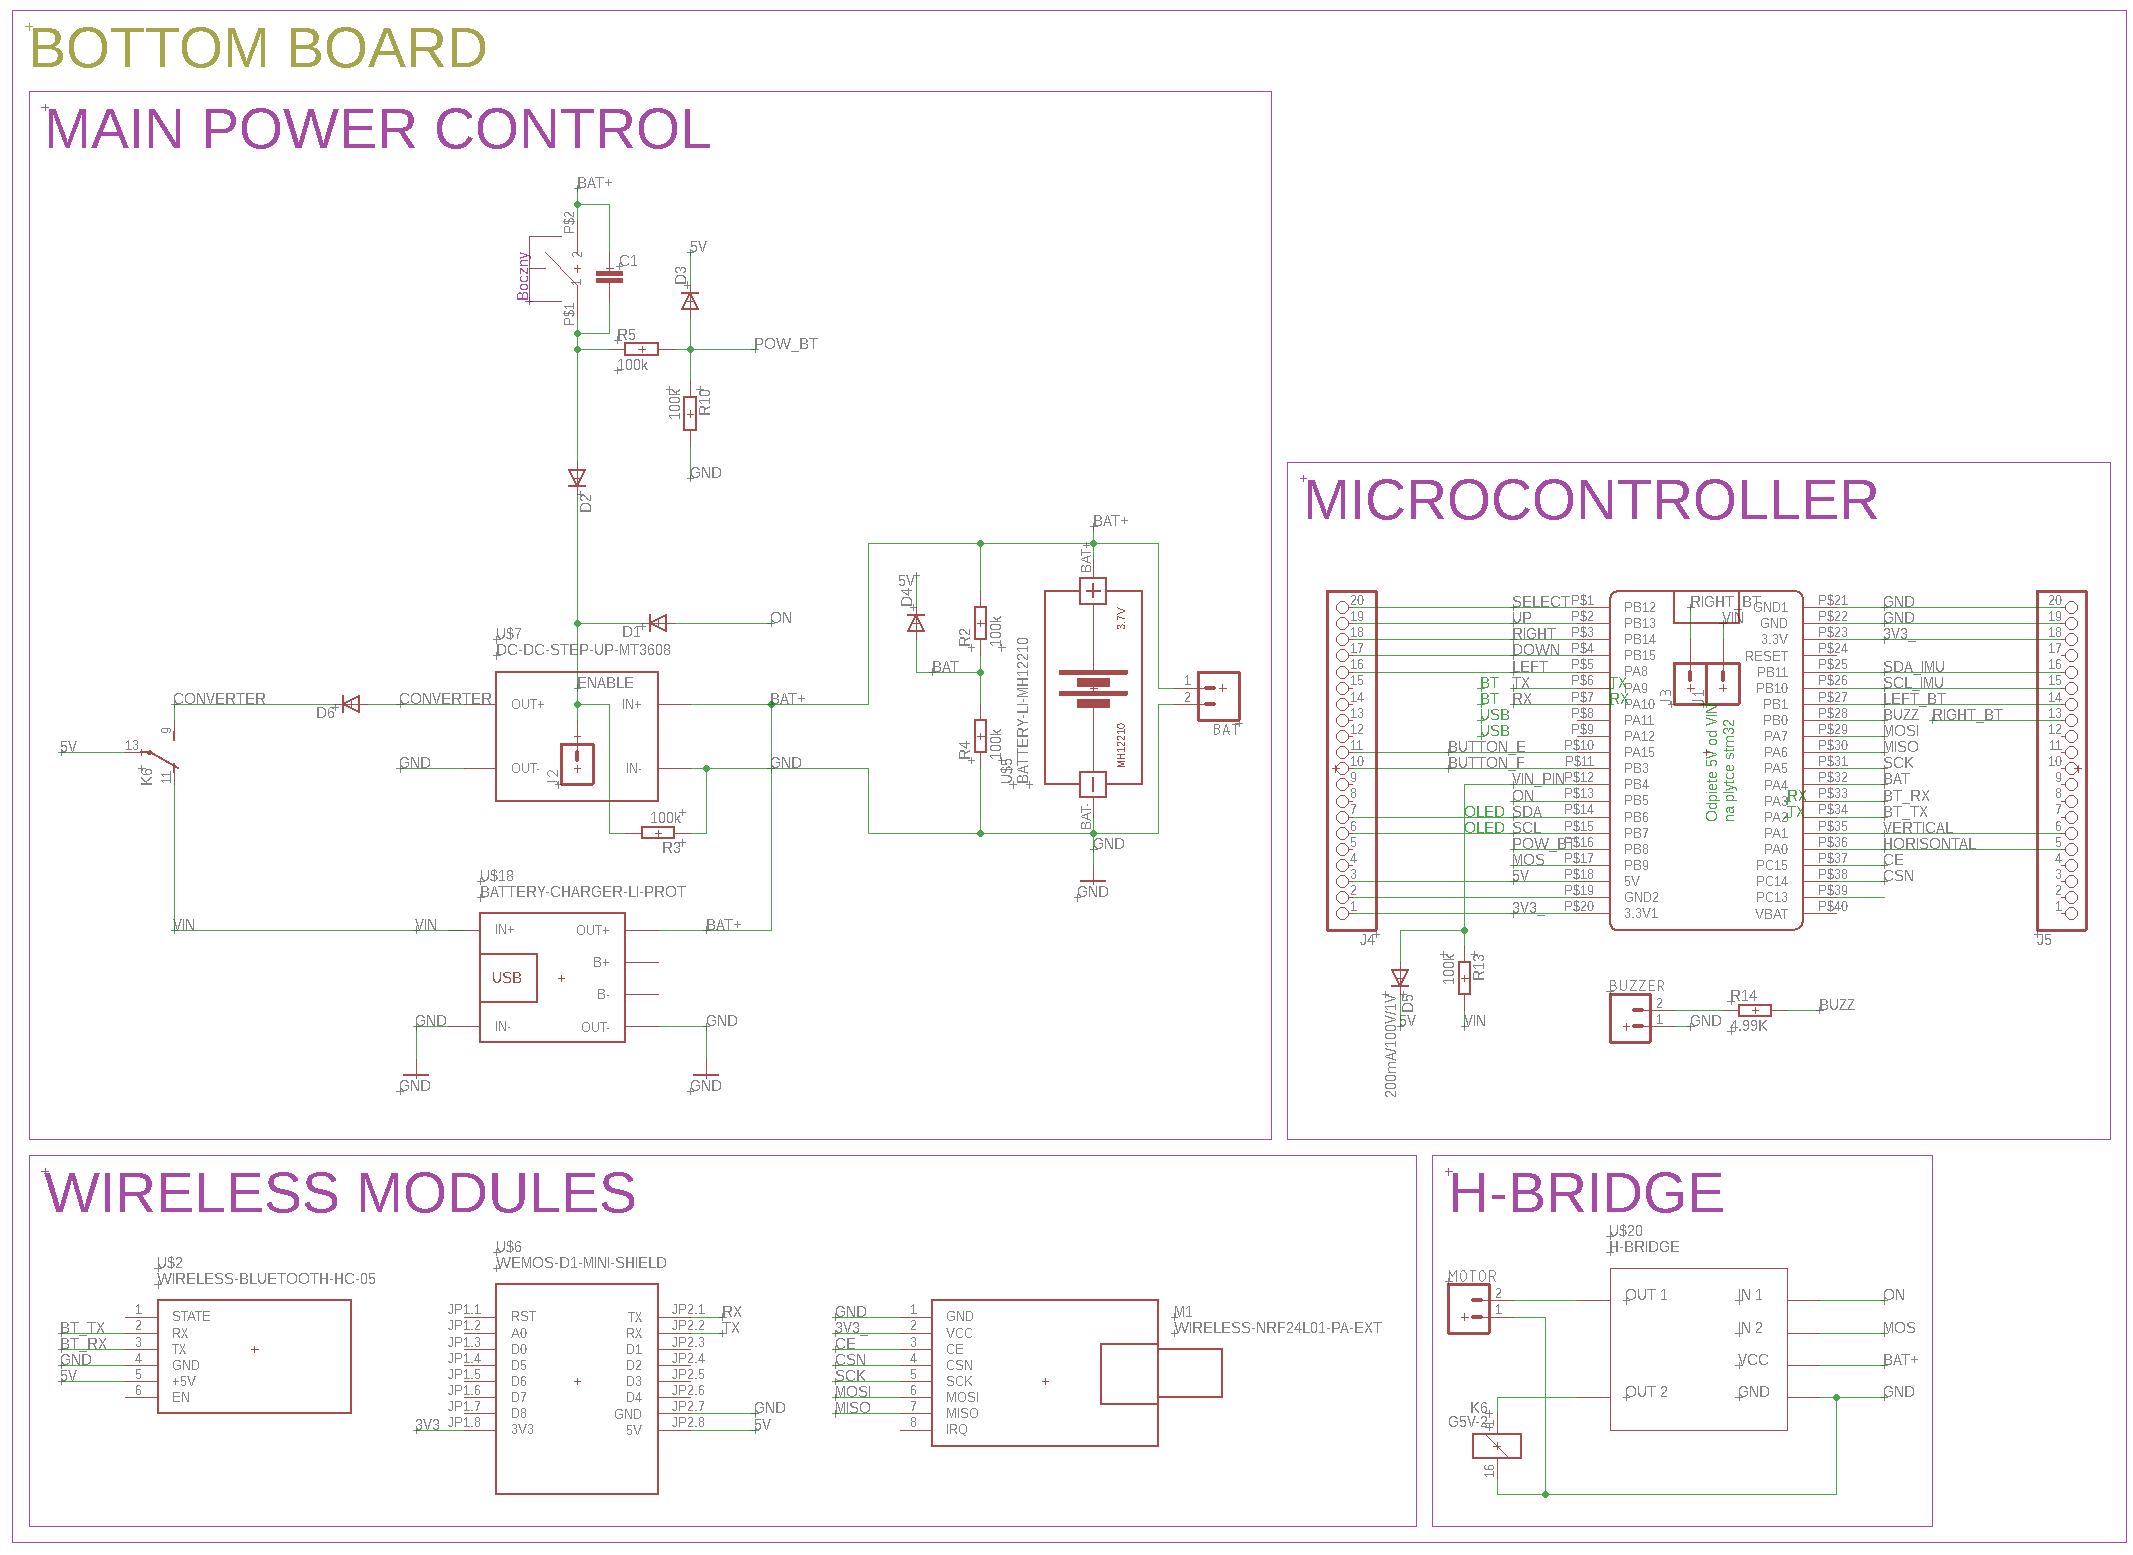 BOTTOM BOARD
MAIN POWER CONTROL
BAT+
P$2
2
Boczny
1
P$1
C1
5V
D3
R5
100k
POW_BT
100k
R10
GND
D2
D1
ON
U$7
DC-DC-STEP-UP-MT3608
ENABLE
OUT+
IN+
OUT-
IN-
J2
CONVERTER
D6
CONVERTER
BAT+
GND
GND
100k
R3
5V
13
9
11
K6
VIN
VIN
U$18
BATTERY-CHARGER-LI-PROT
IN+
OUT+
BAT+
B+
USB
B-
IN-
OUT-
GND
GND
GND
GND
5V
D4
BAT
R2
100k
R4
100k
U$5
BATTERY-LI-MH12210
BAT+
BAT+
3.7V
MH12210
BAT-
GND
GND
1
2
BAT
MICROCONTROLLER
20
19
18
17
16
15
14
13
12
11
10
9
8
7
6
5
4
3
2
1
J4
SELECT P$1 PB12
UP P$2 PB13
RIGHT P$3 PB14
DOWN P$4 PB15
LEFT P$5 PA8
BT TX P$6 TX PA9
BT RX P$7 RX PA10
USB P$8 PA11
USB P$9 PA12
BUTTON_E P$10 PA15
BUTTON_F P$11 PB3
VIN_PIN P$12 PB4
ON P$13 PB5
OLED SDA P$14 PB6
OLED SCL P$15 PB7
POW_BT P$16 PB8
MOS P$17 PB9
5V P$18 5V
P$19 GND2
3V3_ P$20 3.3V1
RIGHT_BT
VIN
J3
J1
Odpiete 5V od VIN
na plytce stm32
GND1 P$21 GND
GND P$22 GND
3.3V P$23 3V3_
RESET P$24
PB11 P$25 SDA_IMU
PB10 P$26 SCL_IMU
PB1 P$27 LEFT_BT
PB0 P$28 BUZZ RIGHT_BT
PA7 P$29 MOSI
PA6 P$30 MISO
PA5 P$31 SCK
PA4 P$32 BAT
PA3 RX P$33 BT_RX
PA2 TX P$34 BT_TX
PA1 P$35 VERTICAL
PA0 P$36 HORISONTAL
PC15 P$37 CE
PC14 P$38 CSN
PC13 P$39
VBAT P$40
20
19
18
17
16
15
14
13
12
11
10
9
8
7
6
5
4
3
2
1
J5
200mA/100V/1V
D5
5V
100k
R13
VIN
BUZZER
2
1
GND
R14
4.99K
BUZZ
WIRELESS MODULES
U$2
WIRELESS-BLUETOOTH-HC-05
1 STATE
BT_TX 2 RX
BT_RX 3 TX
GND 4 GND
5V 5 +5V
6 EN
U$6
WEMOS-D1-MINI-SHIELD
JP1.1 RST TX JP2.1 RX
JP1.2 A0 RX JP2.2 TX
JP1.3 D0 D1 JP2.3
JP1.4 D5 D2 JP2.4
JP1.5 D6 D3 JP2.5
JP1.6 D7 D4 JP2.6
JP1.7 D8 GND JP2.7 GND
3V3 JP1.8 3V3 5V JP2.8 5V
GND 1 GND
3V3_ 2 VCC
CE 3 CE
CSN 4 CSN
SCK 5 SCK
MOSI 6 MOSI
MISO 7 MISO
8 IRQ
M1
WIRELESS-NRF24L01-PA-EXT
H-BRIDGE
U$20
H-BRIDGE
MOTOR
2
1
OUT 1 IN 1 ON
IN 2 MOS
VCC BAT+
OUT 2 GND GND
K6
G5V-2
1
16